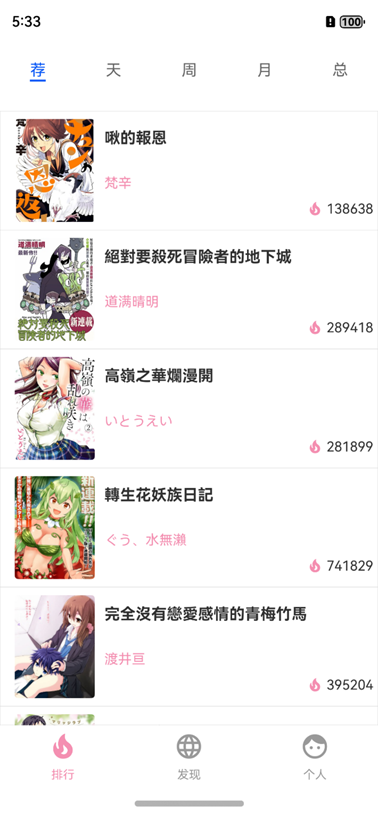 5:33
100
荐
天
周
月
总
啾的報恩
梵辛
138638
絕對要殺死冒險者的地下城
道满晴明
289418
高嶺之華爛漫開
いとうえい
281899
轉生花妖族日記
ぐう、水無瀨
741829
完全沒有戀愛感情的青梅竹馬
渡井亘
395204
排行
发现
个人